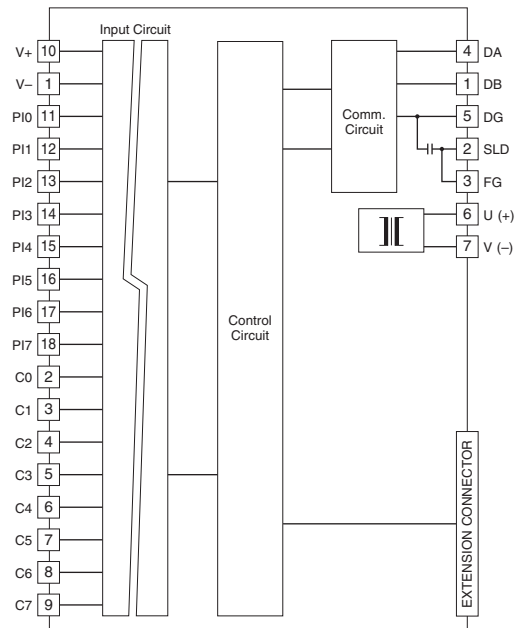 Input Circuit
V+ 10
V– 1
PI0 11
PI1 12
PI2 13
PI3 14
PI4 15
PI5 16
PI6 17
PI7 18
C0 2
C1 3
C2 4
C3 5
C4 6
C5 7
C6 8
C7 9
Control
Circuit
Comm.
Circuit
4 DA
1 DB
5 DG
2 SLD
3 FG
6 U (+)
7 V (–)
EXTENSION CONNECTOR